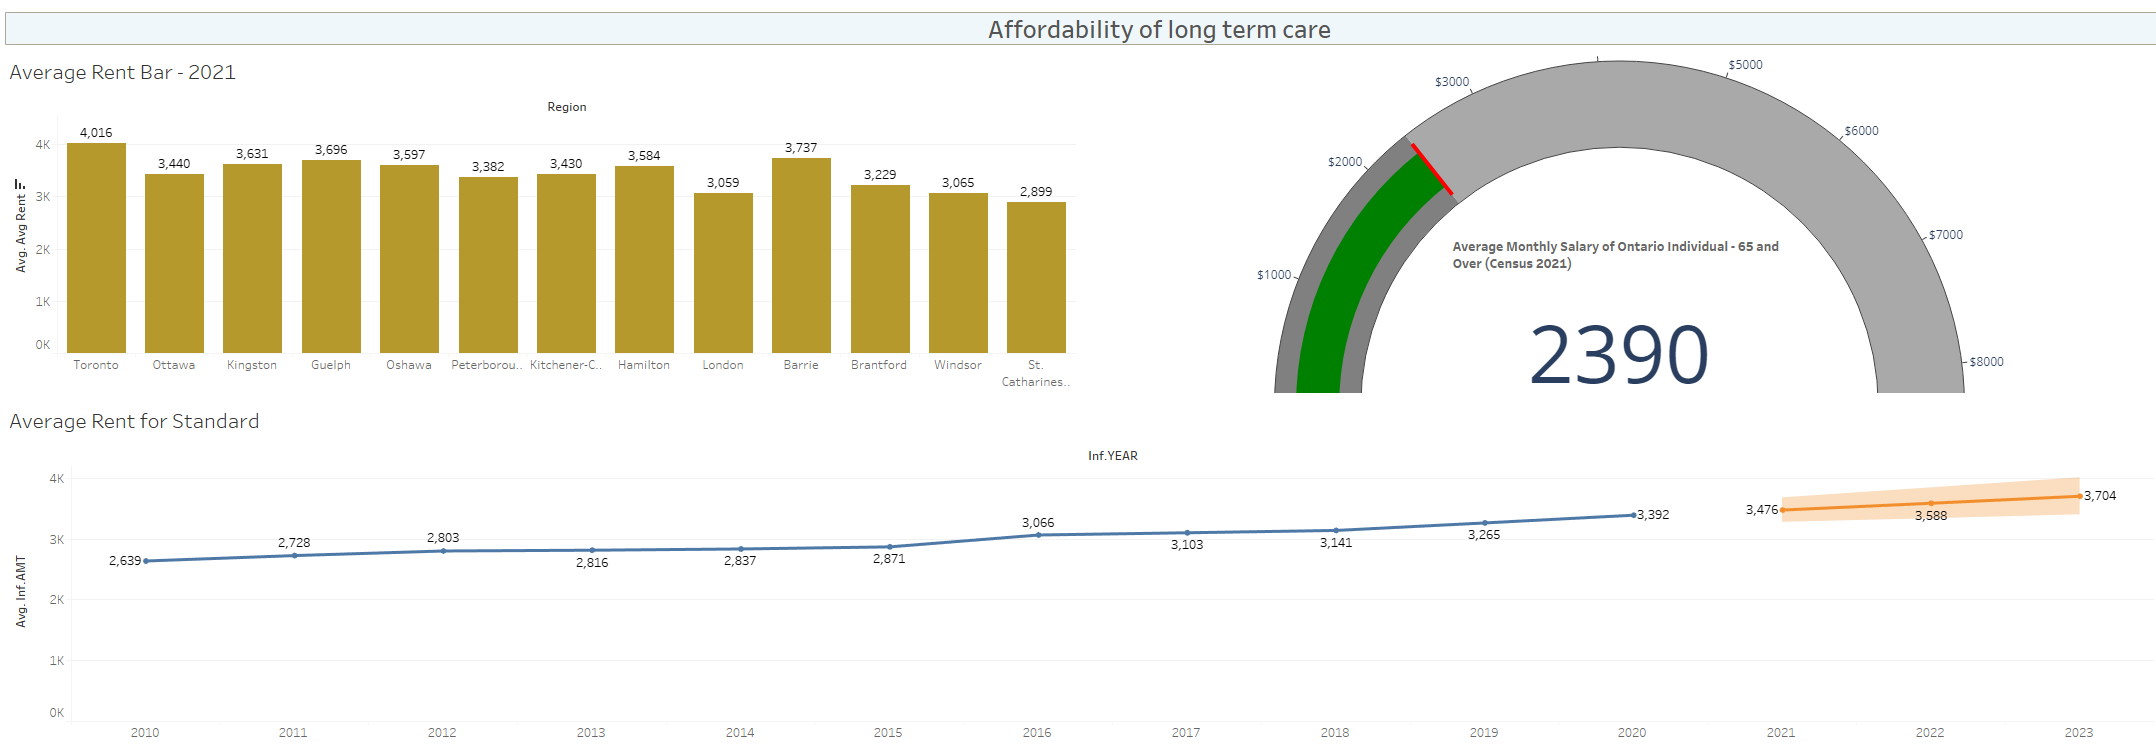 Affordability of long term care
Average Rent Bar - 2021
Region
Avg. Avg Rent
4K
3K
2K
1K
0K
4,016
3,440
3,631
3,696
3,597
3,382
3,430
3,584
3,059
3,737
3,229
3,065
2,899
Toronto
Ottawa
Kingston
Guelph
Oshawa
Peterborou..
Kitchener-C..
Hamilton
London
Barrie
Brantford
Windsor
St.
Catharines..
$1000
$2000
$3000
$5000
$6000
$7000
$8000
Average Monthly Salary of Ontario Individual - 65 and
Over (Census 2021)
2390
Average Rent for Standard
Inf.YEAR
Avg. Inf.AMT
4K
3K
2K
1K
0K
2,639
2,728
2,803
2,816
2,837
2,871
3,066
3,103
3,141
3,265
3,392
3,476
3,588
3,704
2010
2011
2012
2013
2014
2015
2016
2017
2018
2019
2020
2021
2022
2023